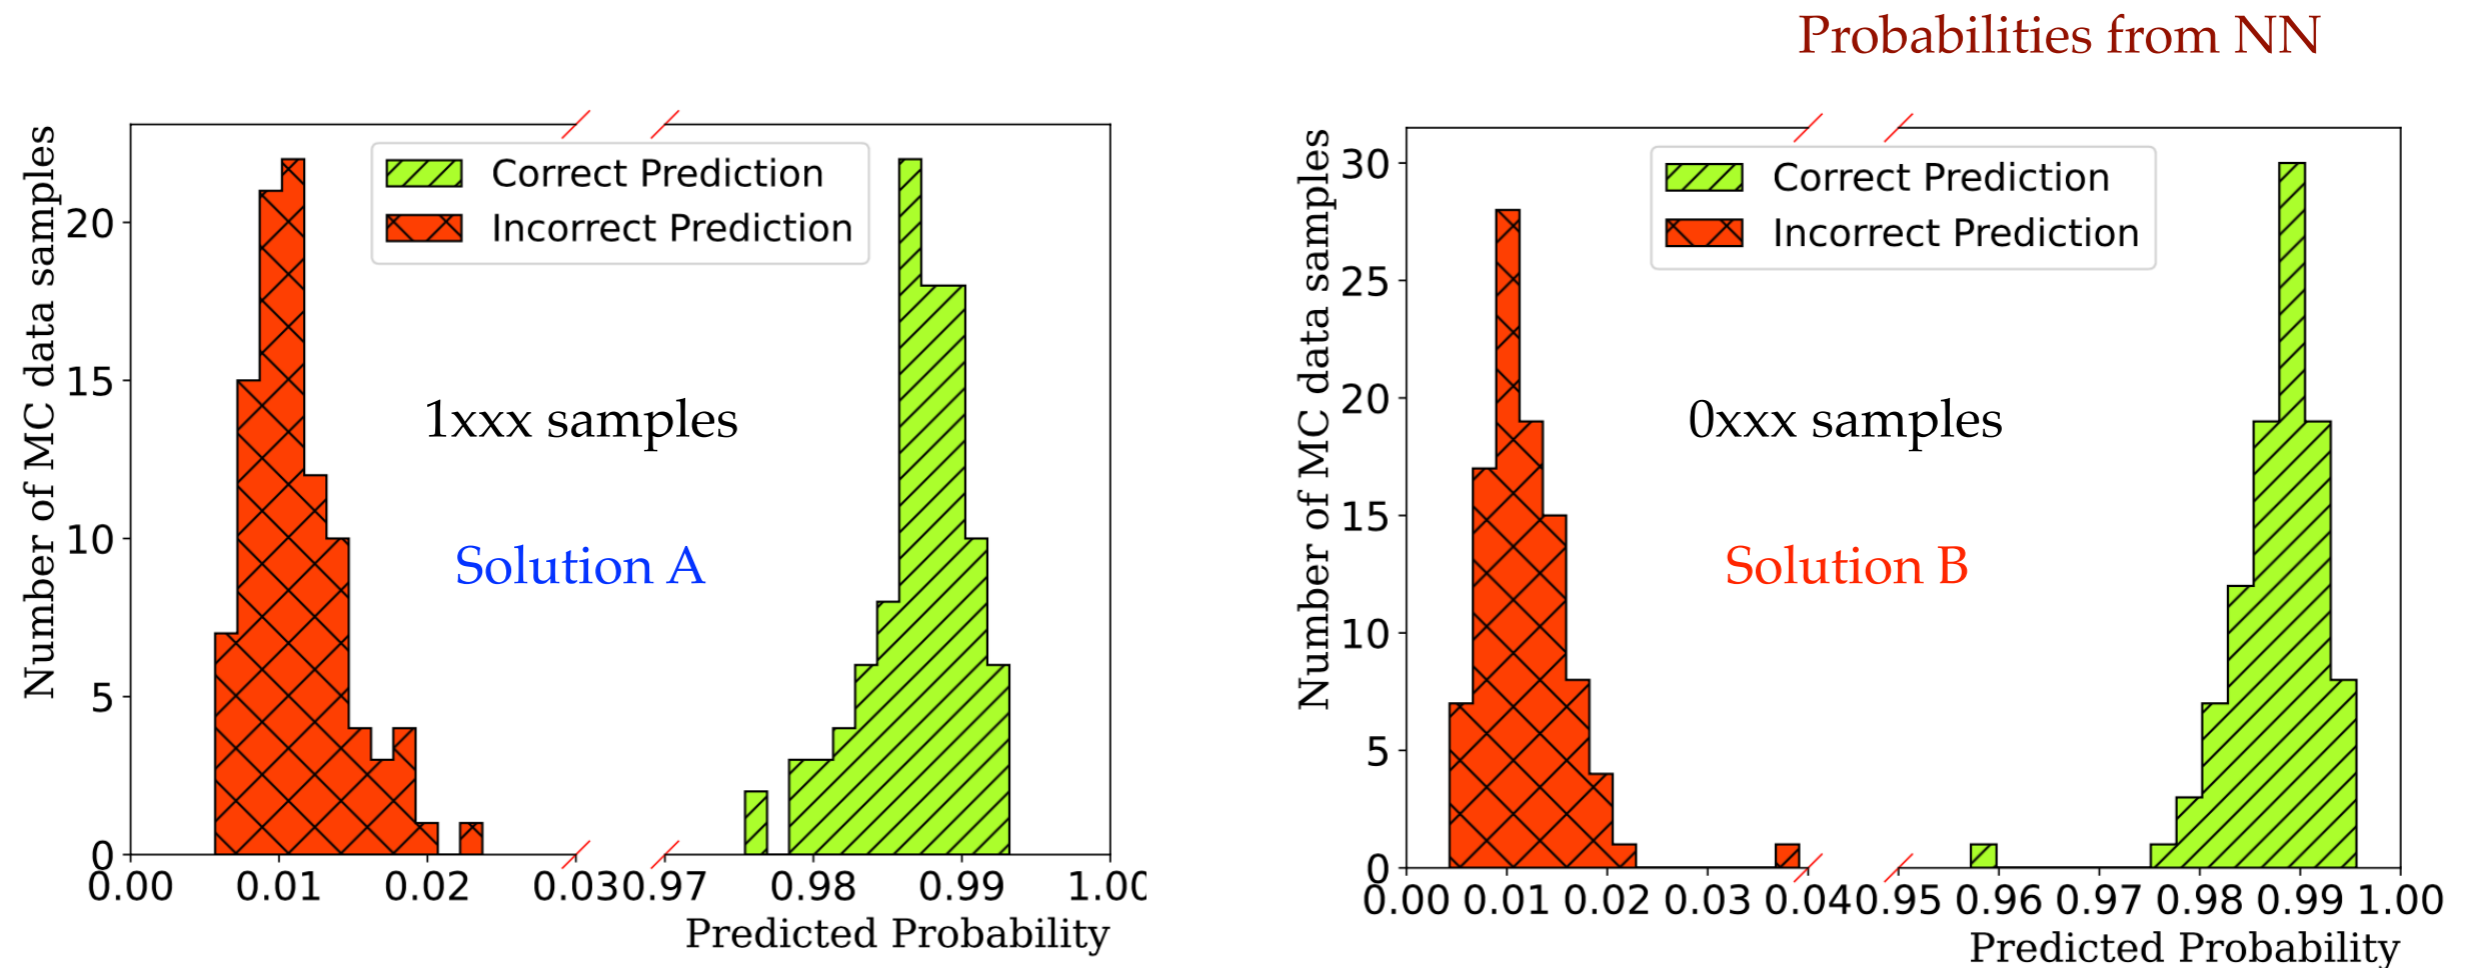 Probabilities from NN
Number of MC data samples
20
15
10
5
0
Correct Prediction
Incorrect Prediction
1xxx samples
Solution A
0.00 0.01 0.02 0.03 0.97 0.98 0.99 1.00
Predicted Probability
Number of MC data samples
30
25
20
15
10
5
0
Correct Prediction
Incorrect Prediction
0xxx samples
Solution B
0.00 0.01 0.02 0.03 0.04 0.95 0.96 0.97 0.98 0.99 1.00
Predicted Probability